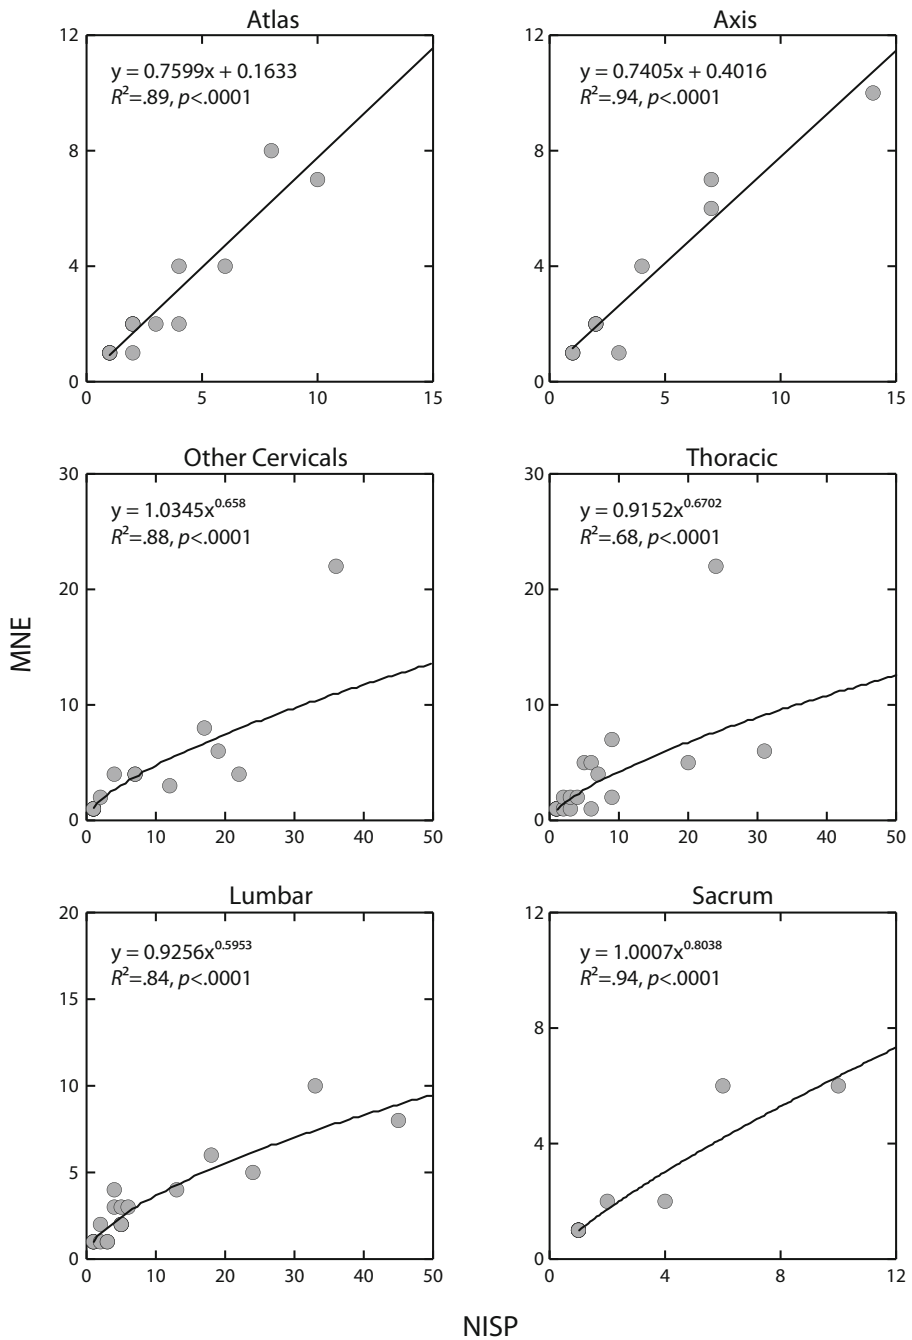 Atlas
12
8
4
0
0 5 10 15
y = 0.7599x + 0.1633
R²=.89, p<.0001
Axis
12
8
4
0
0 5 10 15
y = 0.7405x + 0.4016
R²=.94, p<.0001
MNE
Other Cervicals
30
20
10
0
0 10 20 30 40 50
y = 1.0345x^0.658
R²=.88, p<.0001
Thoracic
30
20
10
0
0 10 20 30 40 50
y = 0.9152x^0.6702
R²=.68, p<.0001
Lumbar
20
15
10
5
0
0 10 20 30 40 50
y = 0.9256x^0.5953
R²=.84, p<.0001
Sacrum
12
8
4
0
0 4 8 12
y = 1.0007x^0.8038
R²=.94, p<.0001
NISP